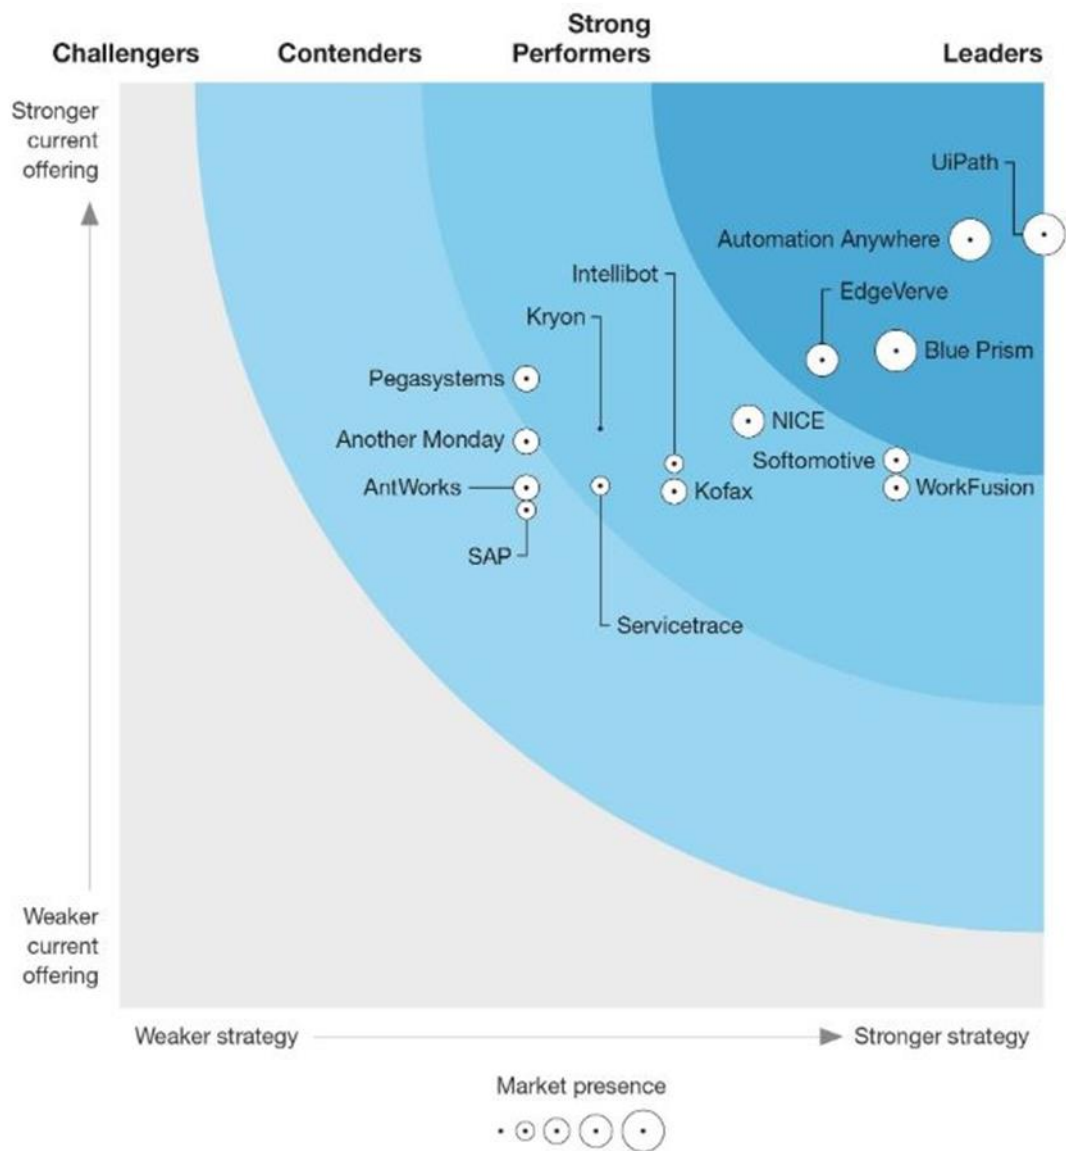 Challengers
Contenders
Strong
Performers
Leaders
Stronger
current
offering
UiPath
Automation Anywhere
Intellibot
EdgeVerve
Kryon
Blue Prism
Pegasystems
NICE
Another Monday
Softomotive
AntWorks
Kofax
WorkFusion
SAP
Servicetrace
Weaker
current
offering
Weaker strategy
Stronger strategy
Market presence